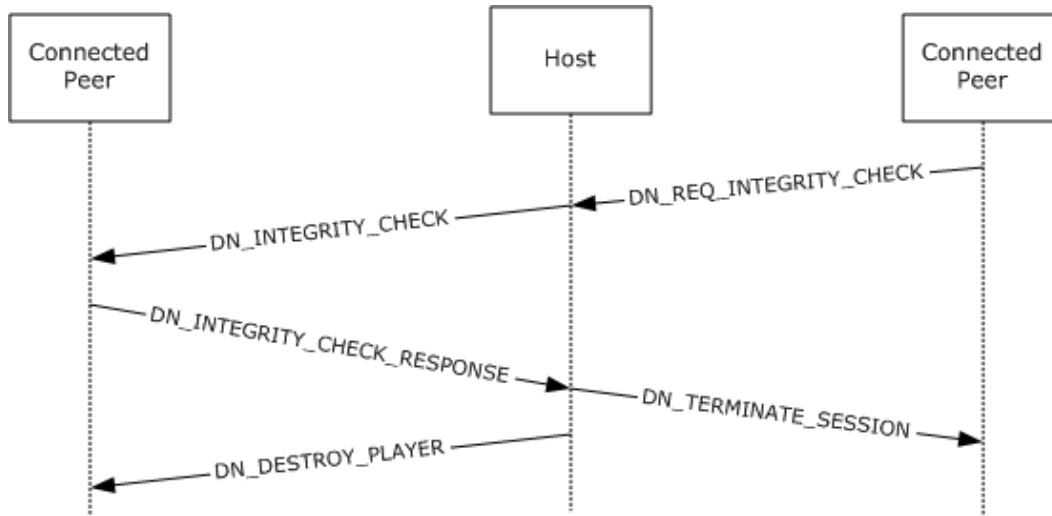 Connected
Peer
Host
Connected
Peer
DN_REQ_INTEGRITY_CHECK
DN_INTEGRITY_CHECK
DN_INTEGRITY_CHECK_RESPONSE
DN_TERMINATE_SESSION
DN_DESTROY_PLAYER